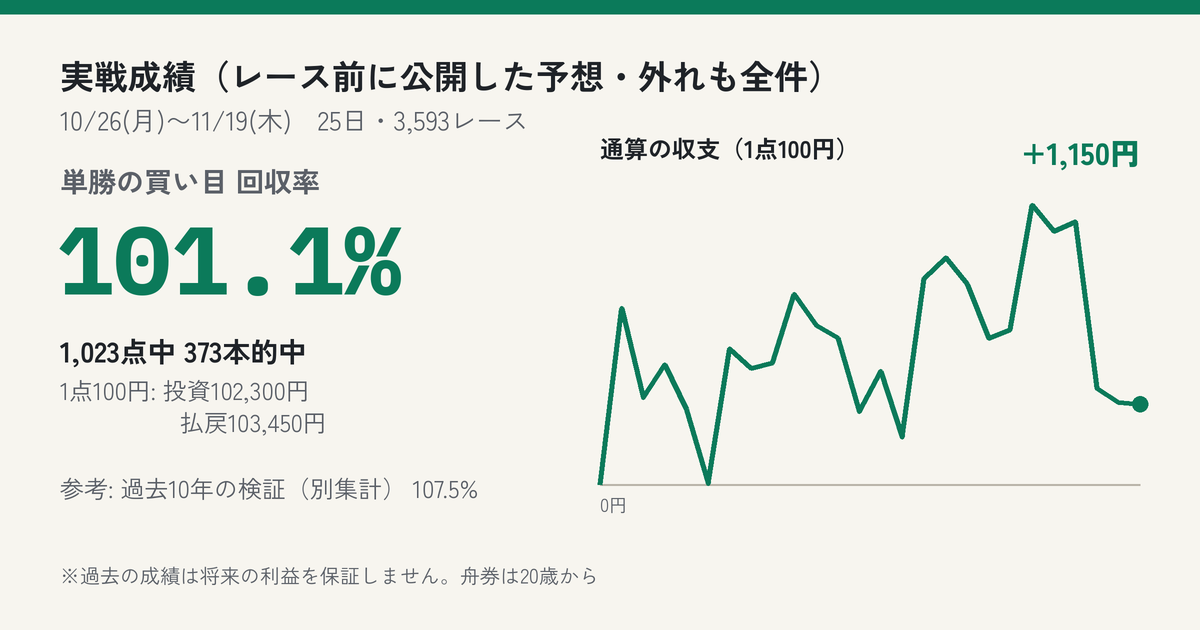 実戦成績（レース前に公開した予想・外れも全件）
10/26(月)〜11/19(木)　25日・3,593レース
単勝の買い目 回収率
101.1%
1,023点中 373本的中
1点100円: 投資102,300円
払戻103,450円
参考: 過去10年の検証（別集計） 107.5%
通算の収支（1点100円）
+1,150円
0円
※過去の成績は将来の利益を保証しません。舟券は20歳から